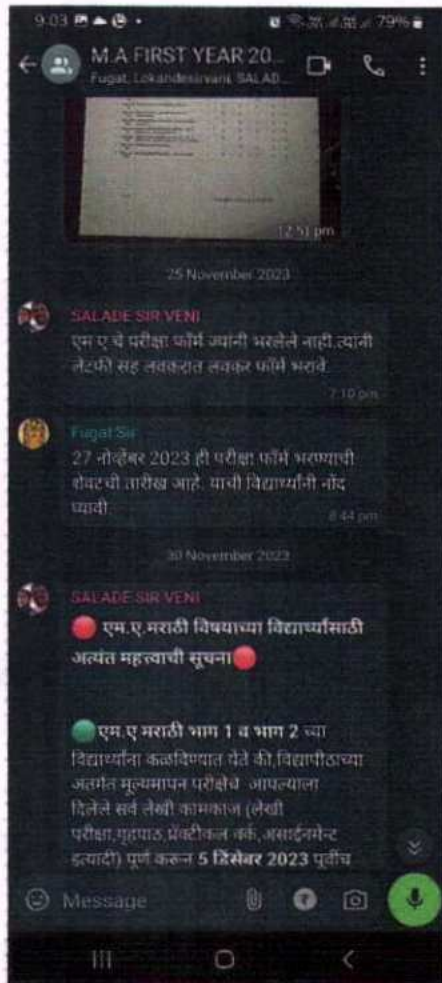 9:03
79%
M.A FIRST YEAR 20...
Fugat, Lokandesirvani, SALAD...
12:51 pm
25 November 2023
SALADE SIR VENI
एम ए चे परीक्षा फॉर्म ज्यांनी भरलेले नाही.त्यांनी
लेटफी सह लवकरात लवकर फॉर्म भरावे
7:10 pm
Fugat Sir
27 नोव्हेंबर 2023 ही परीक्षा फॉर्म भरण्याची
शेवटची तारीख आहे. याची विद्यार्थ्यांनी नोंद
घ्यावी
8:44 pm
30 November 2023
SALADE SIR VENI
🔴 एम.ए.मराठी विषयाच्या विद्यार्थ्यांसाठी
अत्यंत महत्त्वाची सूचना🔴
🟢एम.ए मराठी भाग 1 व भाग 2 च्या
विद्यार्थ्यांना कळविण्यात येते की,विद्यापीठाच्या
अंतर्गत मूल्यमापन परीक्षेचे आपल्याला
दिलेले सर्व लेखी कामकाज (लेखी
परीक्षा,गृहपाठ,प्रॅक्टीकल वर्क,असाईनमेन्ट
इत्यादी) पूर्ण करून 5 डिसेंबर 2023 पूर्वीच
Message